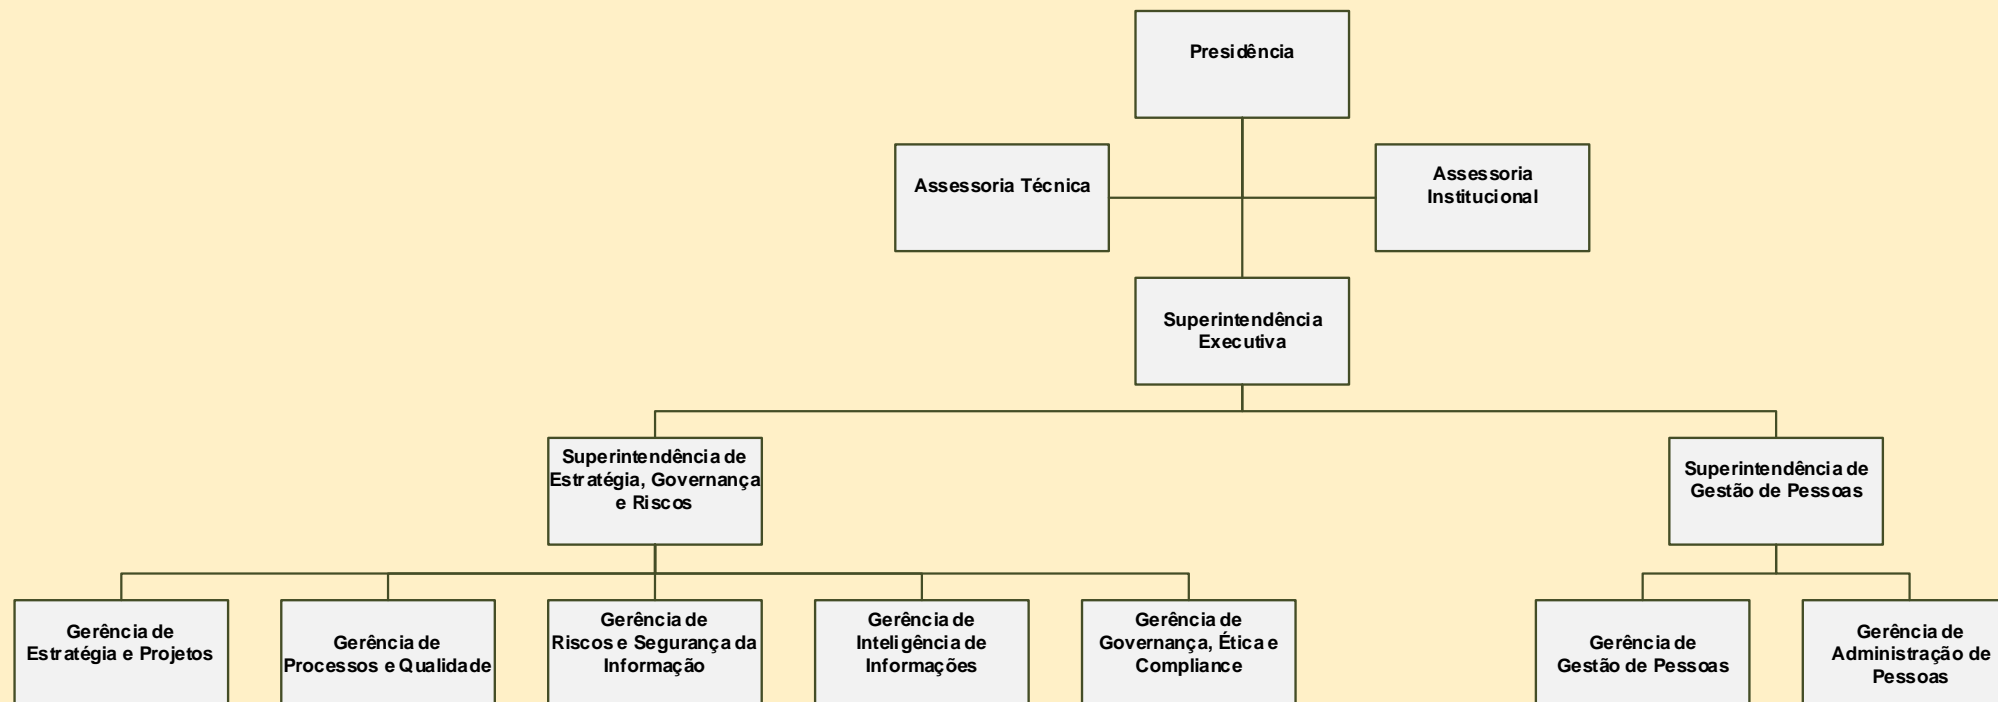 Presidência
Assessoria Técnica
Assessoria
Institucional
Superintendência
Executiva
Superintendência de
Estratégia, Governança
e Riscos
Superintendência de
Gestão de Pessoas
Gerência de
Estratégia e Projetos
Gerência de
Processos e Qualidade
Gerência de
Riscos e Segurança da
Informação
Gerência de
Inteligência de
Informações
Gerência de
Governança, Ética e
Compliance
Gerência de
Gestão de Pessoas
Gerência de
Administração de
Pessoas